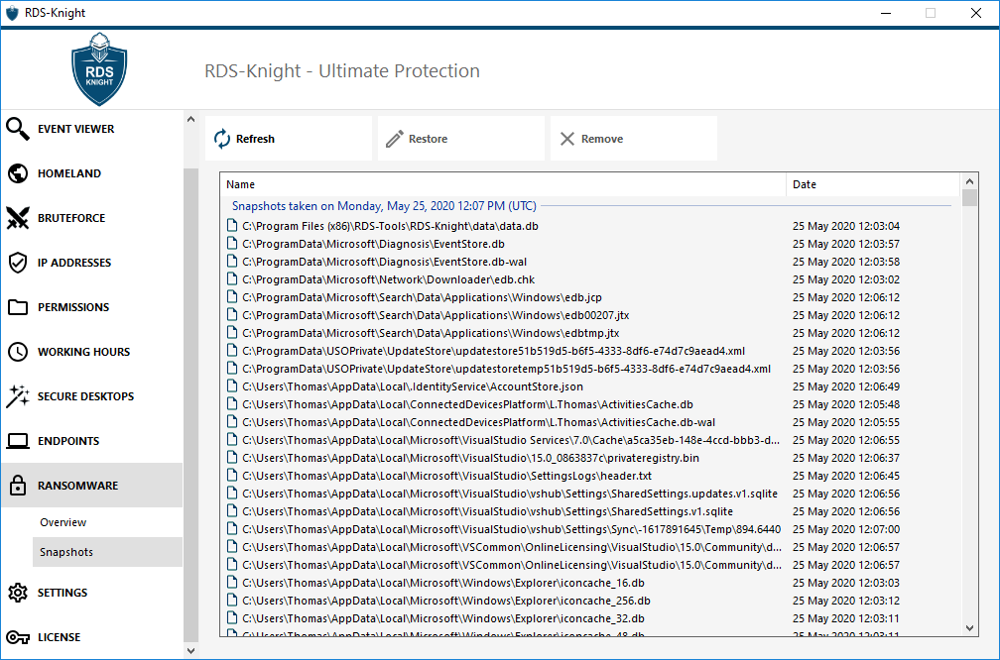 RDS-Knight
RDS
KNIGHT
RDS-Knight - Ultimate Protection
EVENT VIEWER
HOMELAND
BRUTEFORCE
IP ADDRESSES
PERMISSIONS
WORKING HOURS
SECURE DESKTOPS
ENDPOINTS
RANSOMWARE
Overview
Snapshots
SETTINGS
LICENSE
Refresh
Restore
Remove
Name Date
Snapshots taken on Monday, May 25, 2020 12:07 PM (UTC)
C:\Program Files (x86)\RDS-Tools\RDS-Knight\data\data.db 25 May 2020 12:03:04
C:\ProgramData\Microsoft\Diagnosis\EventStore.db 25 May 2020 12:03:57
C:\ProgramData\Microsoft\Diagnosis\EventStore.db-wal 25 May 2020 12:03:58
C:\ProgramData\Microsoft\Network\Downloader\edb.chk 25 May 2020 12:03:02
C:\ProgramData\Microsoft\Search\Data\Applications\Windows\edb.jcp 25 May 2020 12:06:12
C:\ProgramData\Microsoft\Search\Data\Applications\Windows\edb00207.jtx 25 May 2020 12:06:12
C:\ProgramData\Microsoft\Search\Data\Applications\Windows\edbtmp.jtx 25 May 2020 12:06:12
C:\ProgramData\USOPrivate\UpdateStore\updatestore51b519d5-b6f5-4333-8df6-e74d7c9aead4.xml 25 May 2020 12:03:56
C:\ProgramData\USOPrivate\UpdateStore\updatestoretemp51b519d5-b6f5-4333-8df6-e74d7c9aead4.xml 25 May 2020 12:03:56
C:\Users\Thomas\AppData\Local\.IdentityService\AccountStore.json 25 May 2020 12:06:49
C:\Users\Thomas\AppData\Local\ConnectedDevicesPlatform\L.Thomas\ActivitiesCache.db 25 May 2020 12:05:48
C:\Users\Thomas\AppData\Local\ConnectedDevicesPlatform\L.Thomas\ActivitiesCache.db-wal 25 May 2020 12:05:55
C:\Users\Thomas\AppData\Local\Microsoft\VisualStudio Services\7.0\Cache\a5ca35eb-148e-4ccd-bbb3-d... 25 May 2020 12:06:55
C:\Users\Thomas\AppData\Local\Microsoft\VisualStudio\15.0_0863837c\privateregistry.bin 25 May 2020 12:06:37
C:\Users\Thomas\AppData\Local\Microsoft\VisualStudio\SettingsLogs\header.txt 25 May 2020 12:06:45
C:\Users\Thomas\AppData\Local\Microsoft\VisualStudio\vshub\Settings\SharedSettings.updates.v1.sqlite 25 May 2020 12:06:56
C:\Users\Thomas\AppData\Local\Microsoft\VisualStudio\vshub\Settings\SharedSettings.v1.sqlite 25 May 2020 12:06:56
C:\Users\Thomas\AppData\Local\Microsoft\VisualStudio\vshub\Settings\Sync\-1617891645\Temp\894.6440 25 May 2020 12:07:00
C:\Users\Thomas\AppData\Local\Microsoft\VSCommon\OnlineLicensing\VisualStudio\15.0\Community\d... 25 May 2020 12:06:57
C:\Users\Thomas\AppData\Local\Microsoft\VSCommon\OnlineLicensing\VisualStudio\15.0\Community\d... 25 May 2020 12:06:57
C:\Users\Thomas\AppData\Local\Microsoft\Windows\Explorer\iconcache_16.db 25 May 2020 12:03:03
C:\Users\Thomas\AppData\Local\Microsoft\Windows\Explorer\iconcache_256.db 25 May 2020 12:03:12
C:\Users\Thomas\AppData\Local\Microsoft\Windows\Explorer\iconcache_32.db 25 May 2020 12:03:11
C:\Users\Thomas\AppData\Local\Microsoft\Windows\Explorer\iconcache_48.db 25 May 2020 12:03:11